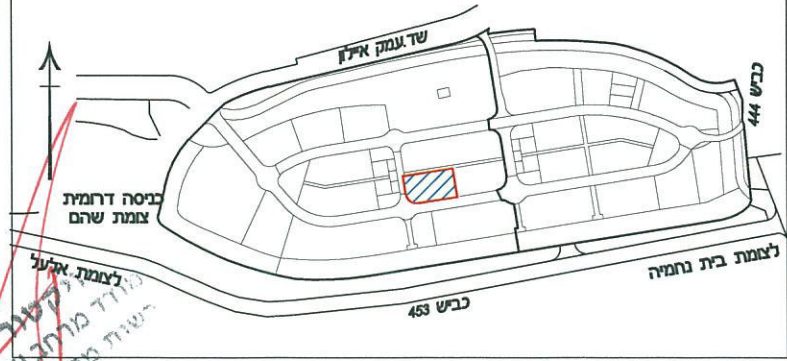 שד.עמק איילון
כביש 444
כניסה דרומית
צומת שהם
לצומת אלעל
כביש 453
לצומת בית נחמיה